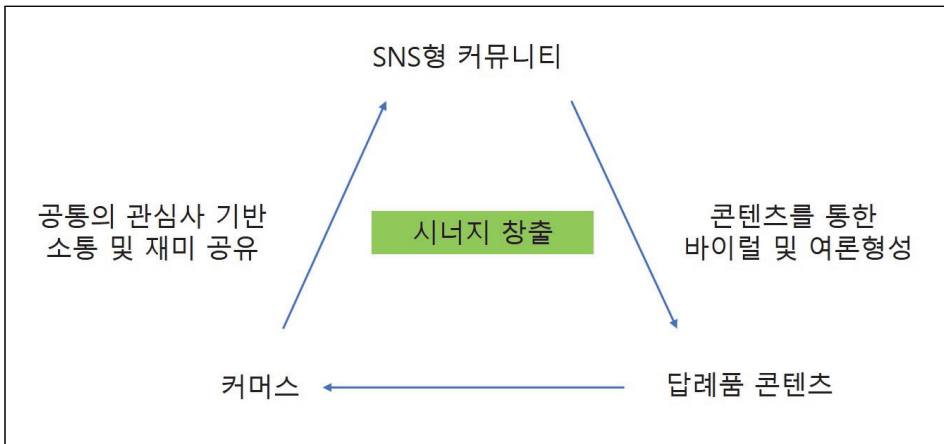 SNS형 커뮤니티
공통의 관심사 기반
소통 및 재미 공유
시너지 창출
콘텐츠를 통한
바이럴 및 여론형성
커머스
답례품 콘텐츠